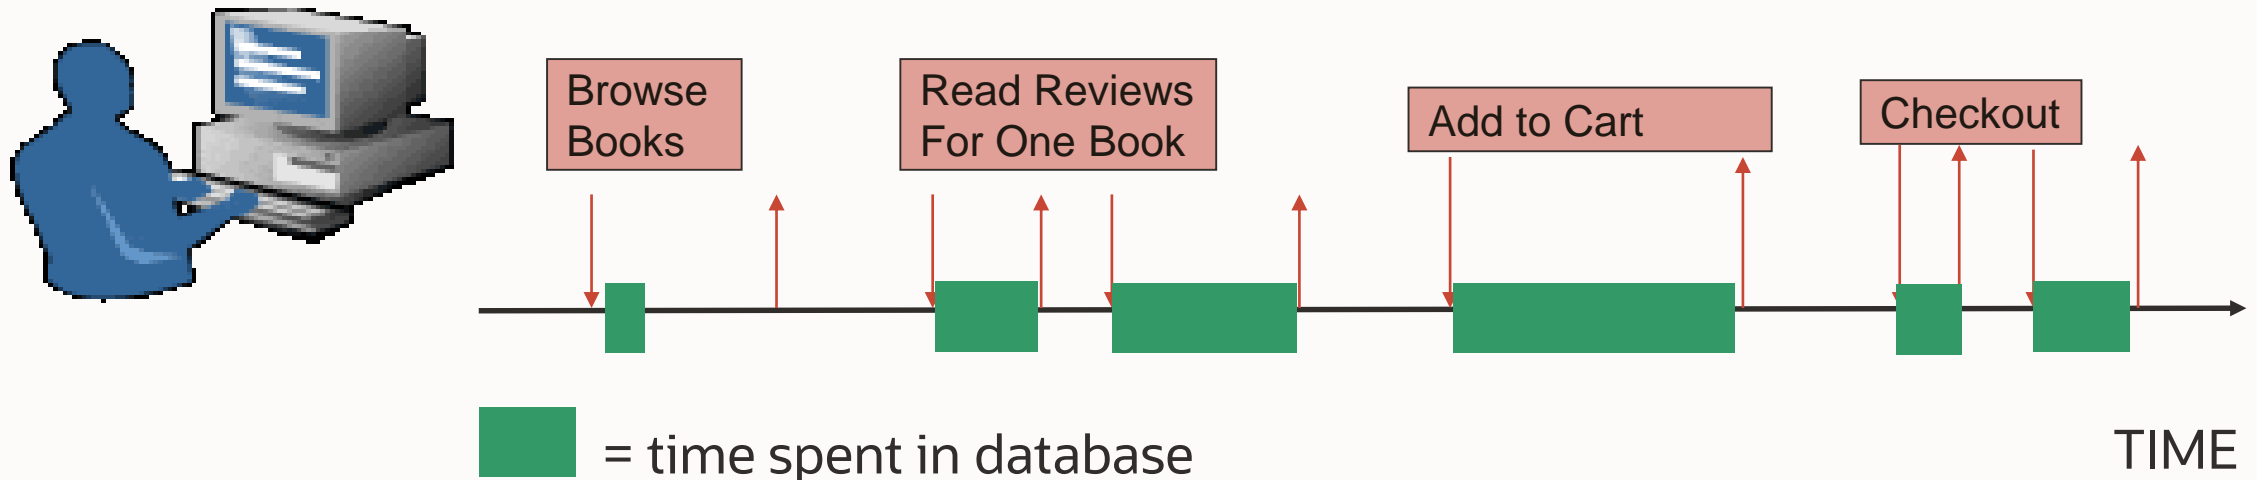 Browse
Books
Read Reviews
For One Book
Add to Cart
Checkout
= time spent in database
TIME